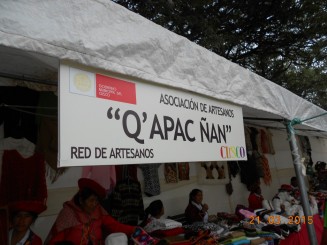 ASOCIACIÓN DE ARTESANOS
"Q'APAC ÑAN"
RED DE ARTESANOS CUSCO